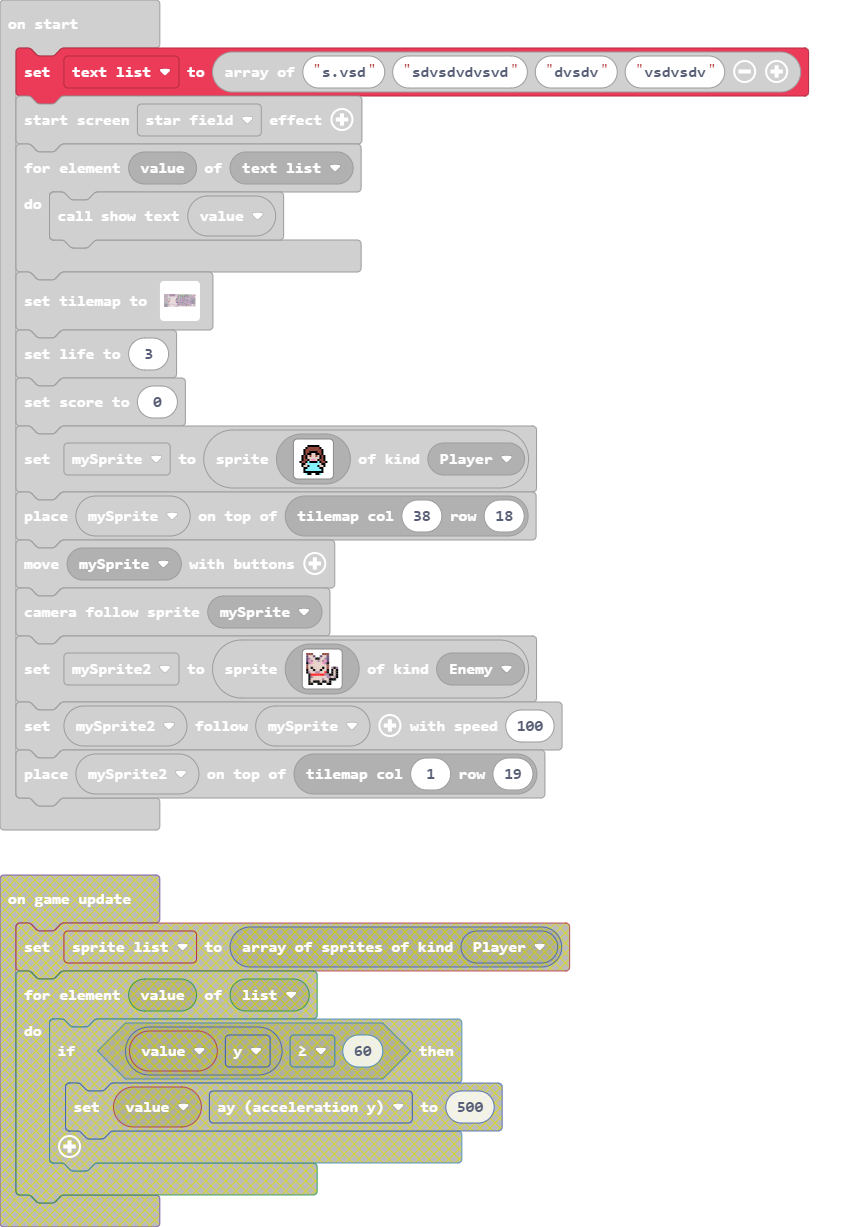 on start
set text list to array of "s.vsd" "sdvsdvdvsvd" "dvsdv" "vsdvsdv"
start screen star field effect
for element value of text list
do
call show text value
set tilemap to
set life to 3
set score to 0
set mySprite to sprite of kind Player
place mySprite on top of tilemap col 38 row 18
move mySprite with buttons
camera follow sprite mySprite
set mySprite2 to sprite of kind Enemy
set mySprite2 follow mySprite with speed 100
place mySprite2 on top of tilemap col 1 row 19
on game update
set sprite list to array of sprites of kind Player
for element value of list
do
if value y ≥ 60 then
set value ay (acceleration y) to 500